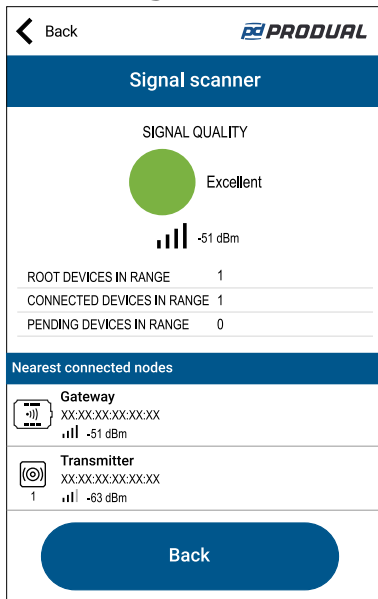 Back
pd PRODUAL
Signal scanner
SIGNAL QUALITY
Excellent
-51 dBm
ROOT DEVICES IN RANGE 1
CONNECTED DEVICES IN RANGE 1
PENDING DEVICES IN RANGE 0
Nearest connected nodes
Gateway
XX:XX:XX:XX:XX:XX
-51 dBm
Transmitter
XX:XX:XX:XX:XX:XX
1 -63 dBm
Back